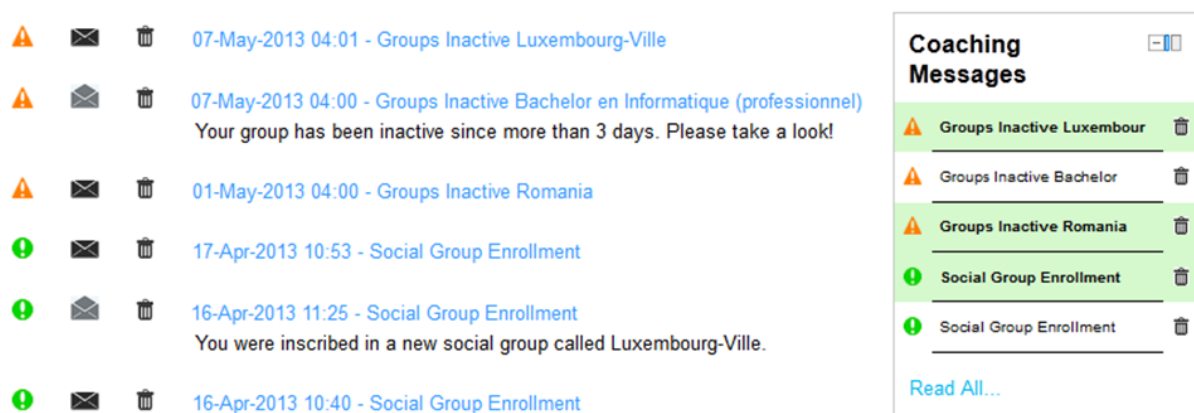 07-May-2013 04:01 - Groups Inactive Luxembourg-Ville
07-May-2013 04:00 - Groups Inactive Bachelor en Informatique (professionnel)
Your group has been inactive since more than 3 days. Please take a look!
01-May-2013 04:00 - Groups Inactive Romania
17-Apr-2013 10:53 - Social Group Enrollment
16-Apr-2013 11:25 - Social Group Enrollment
You were inscribed in a new social group called Luxembourg-Ville.
16-Apr-2013 10:40 - Social Group Enrollment
Coaching
Messages
Groups Inactive Luxembour
Groups Inactive Bachelor
Groups Inactive Romania
Social Group Enrollment
Social Group Enrollment
Read All...